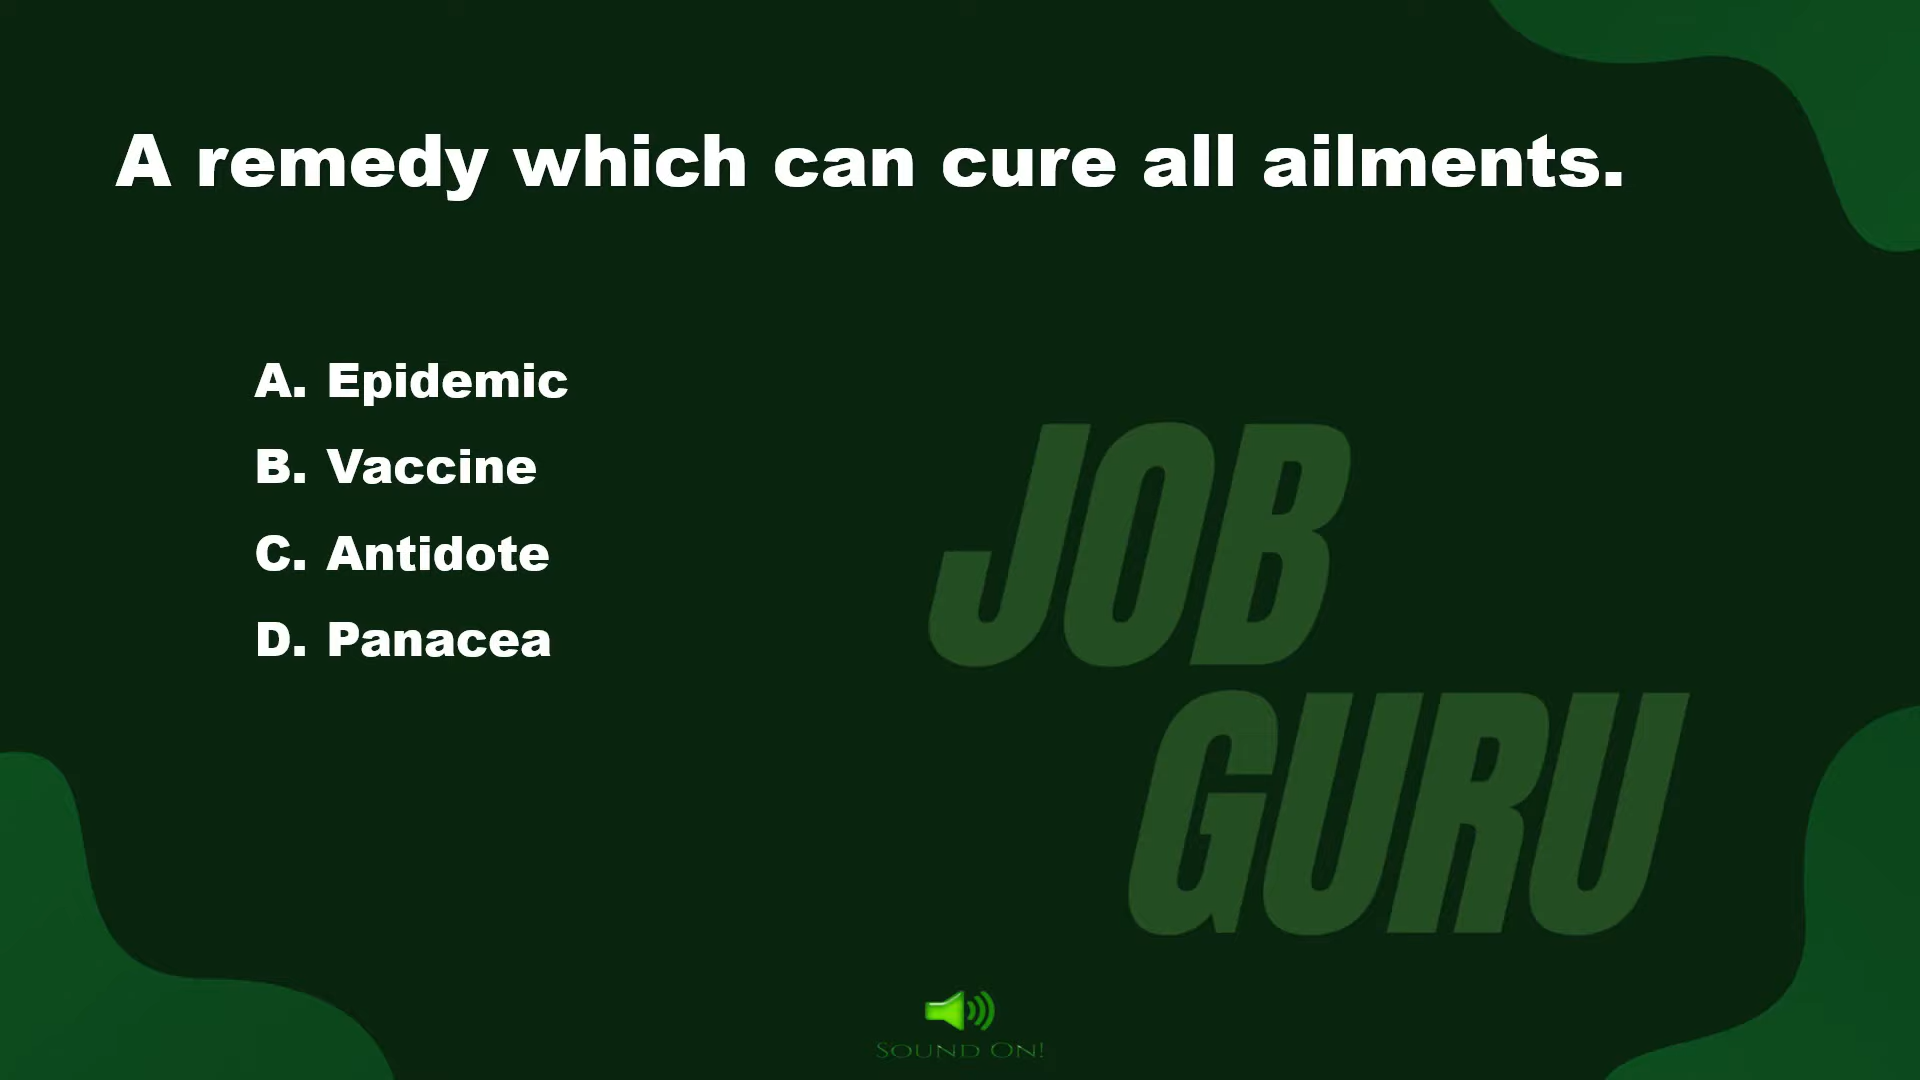 A remedy which can cure all ailments.
A. Epidemic
B. Vaccine
C. Antidote
D. Panacea
JOB
GURU
SOUND ON!